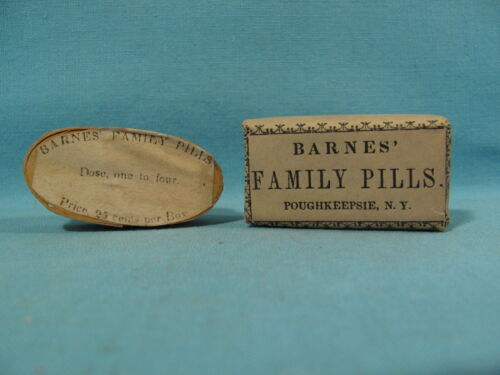 BARNES' FAMILY PILLS
Dose, one to four.
Price, 25 cents per Box
BARNES'
FAMILY PILLS.
POUGHKEEPSIE, N. Y.